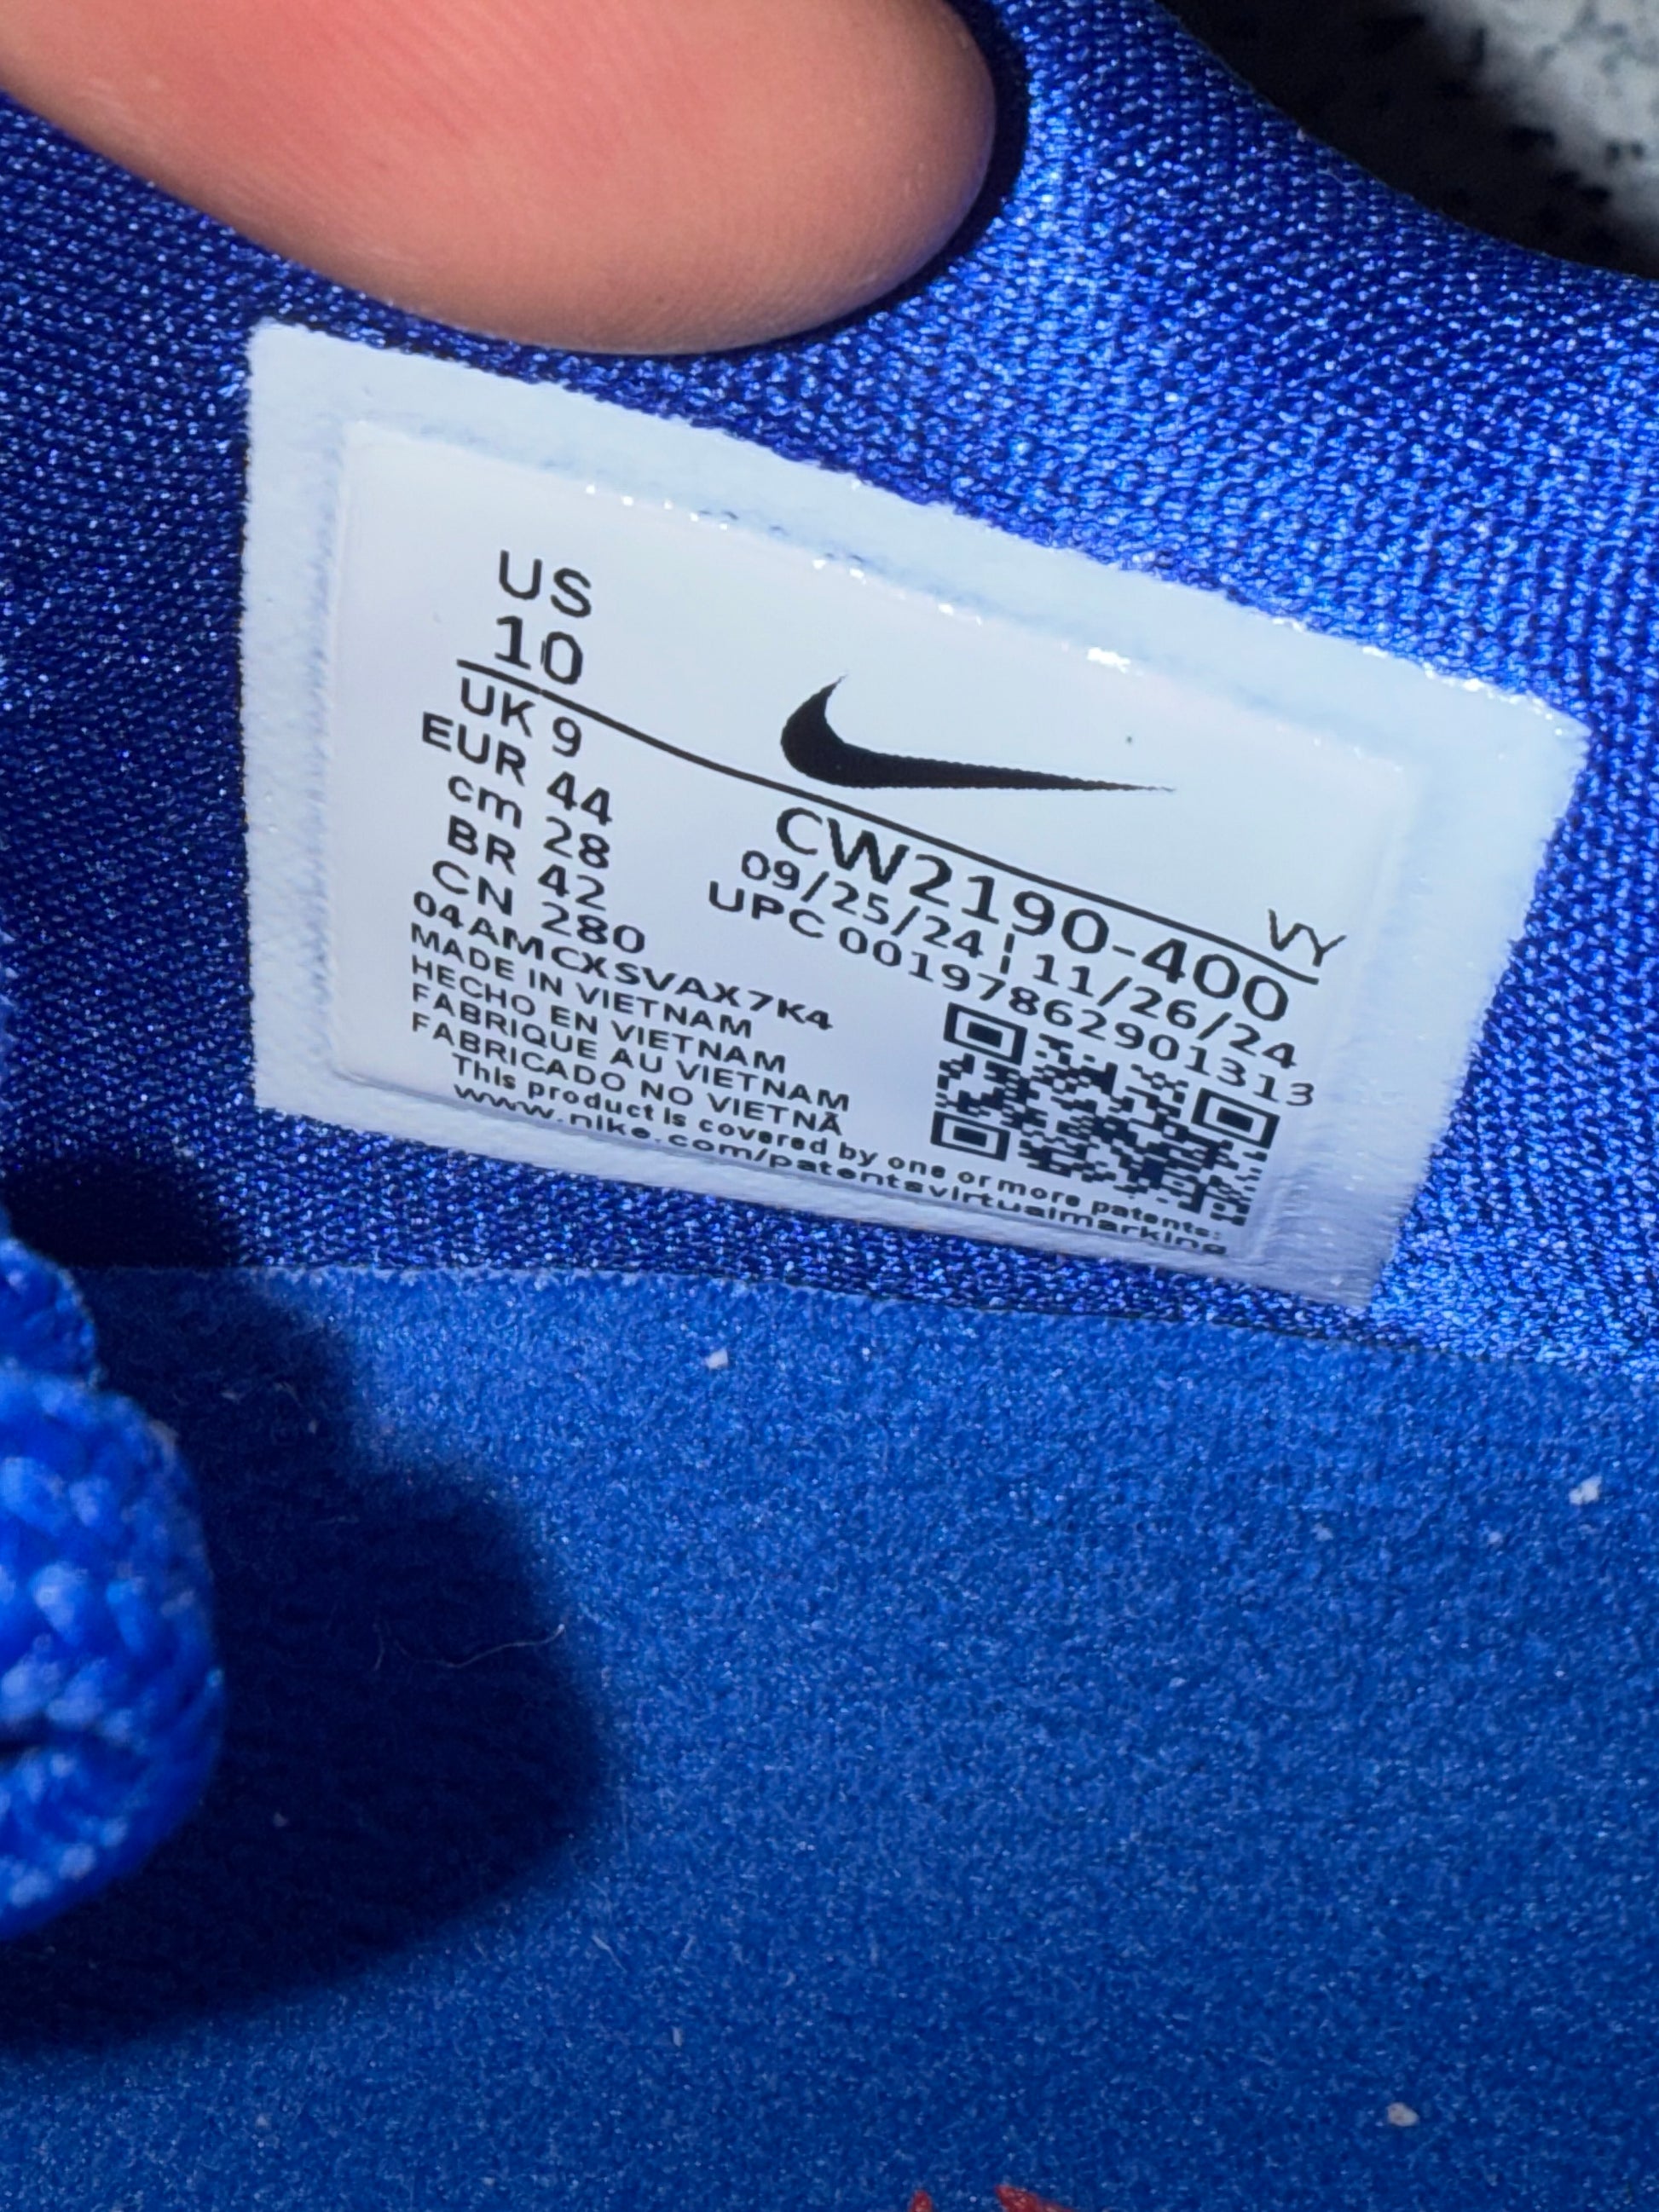 US
10
UK 9
EUR 44
cm 28
BR 42
CN 280
04AMCXSVAX7K4
MADE IN VIETNAM
HECHO EN VIETNAM
FABRIQUE AU VIETNAM
FABRICADO NO VIETNÃ
VY
CW2190-400
09/25/24 ¦ 11/26/24
UPC 00197862901313
This product is covered by one or more patents:
www.nike.com/patentsvirtualmarking